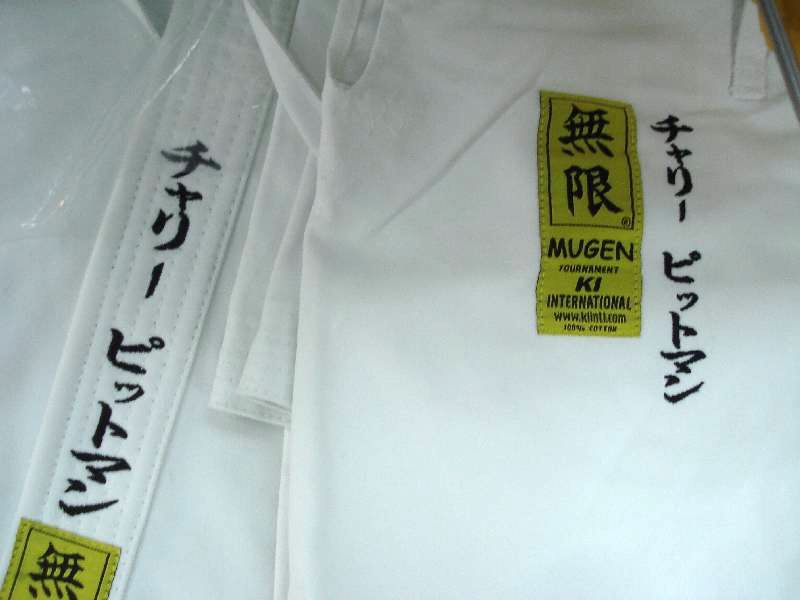 チャリー ピットマン
無
無限
®
MUGEN
TOURNAMENT
KI
INTERNATIONAL
www.kiintl.com
100% COTTON
チャリー ピットマン